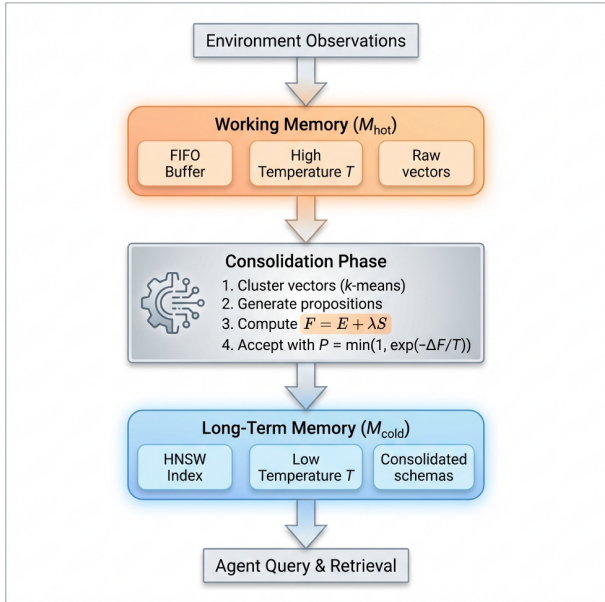 Environment Observations
Working Memory (M_hot)
FIFO
Buffer
High
Temperature T
Raw
vectors
Consolidation Phase
1. Cluster vectors (k-means)
2. Generate propositions
3. Compute F = E + λS
4. Accept with P = min(1, exp(−ΔF/T))
Long-Term Memory (M_cold)
HNSW
Index
Low
Temperature T
Consolidated
schemas
Agent Query & Retrieval